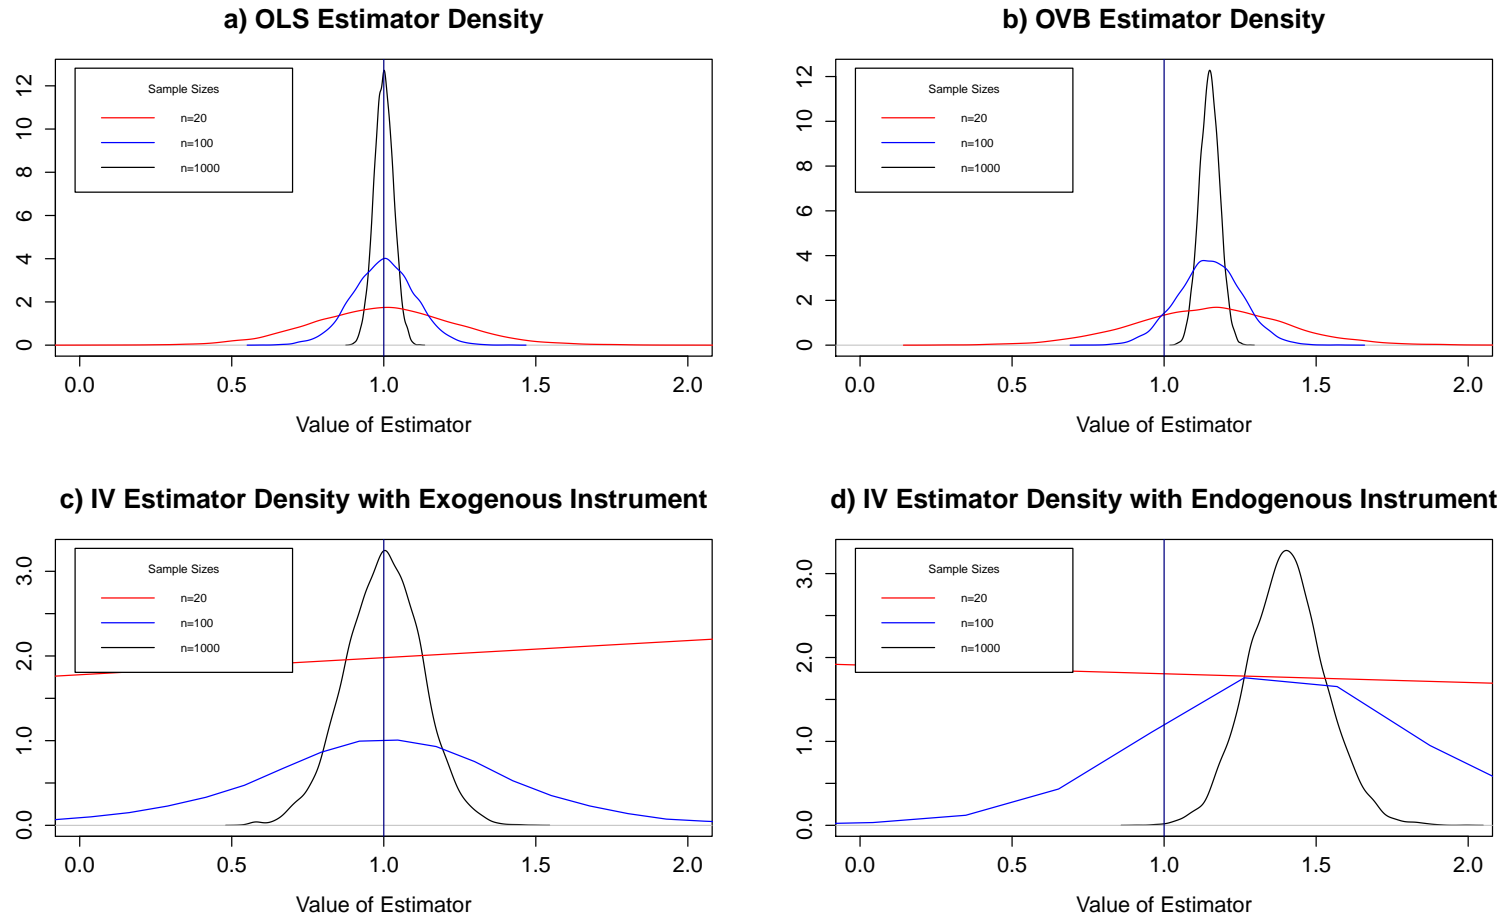 a) OLS Estimator Density
Sample Sizes
n=20
n=100
n=1000
0 2 4 6 8 10 12
0.0 0.5 1.0 1.5 2.0
Value of Estimator
b) OVB Estimator Density
Sample Sizes
n=20
n=100
n=1000
0 2 4 6 8 10 12
0.0 0.5 1.0 1.5 2.0
Value of Estimator
c) IV Estimator Density with Exogenous Instrument
Sample Sizes
n=20
n=100
n=1000
0.0 1.0 2.0 3.0
0.0 0.5 1.0 1.5 2.0
Value of Estimator
d) IV Estimator Density with Endogenous Instrument
Sample Sizes
n=20
n=100
n=1000
0.0 1.0 2.0 3.0
0.0 0.5 1.0 1.5 2.0
Value of Estimator